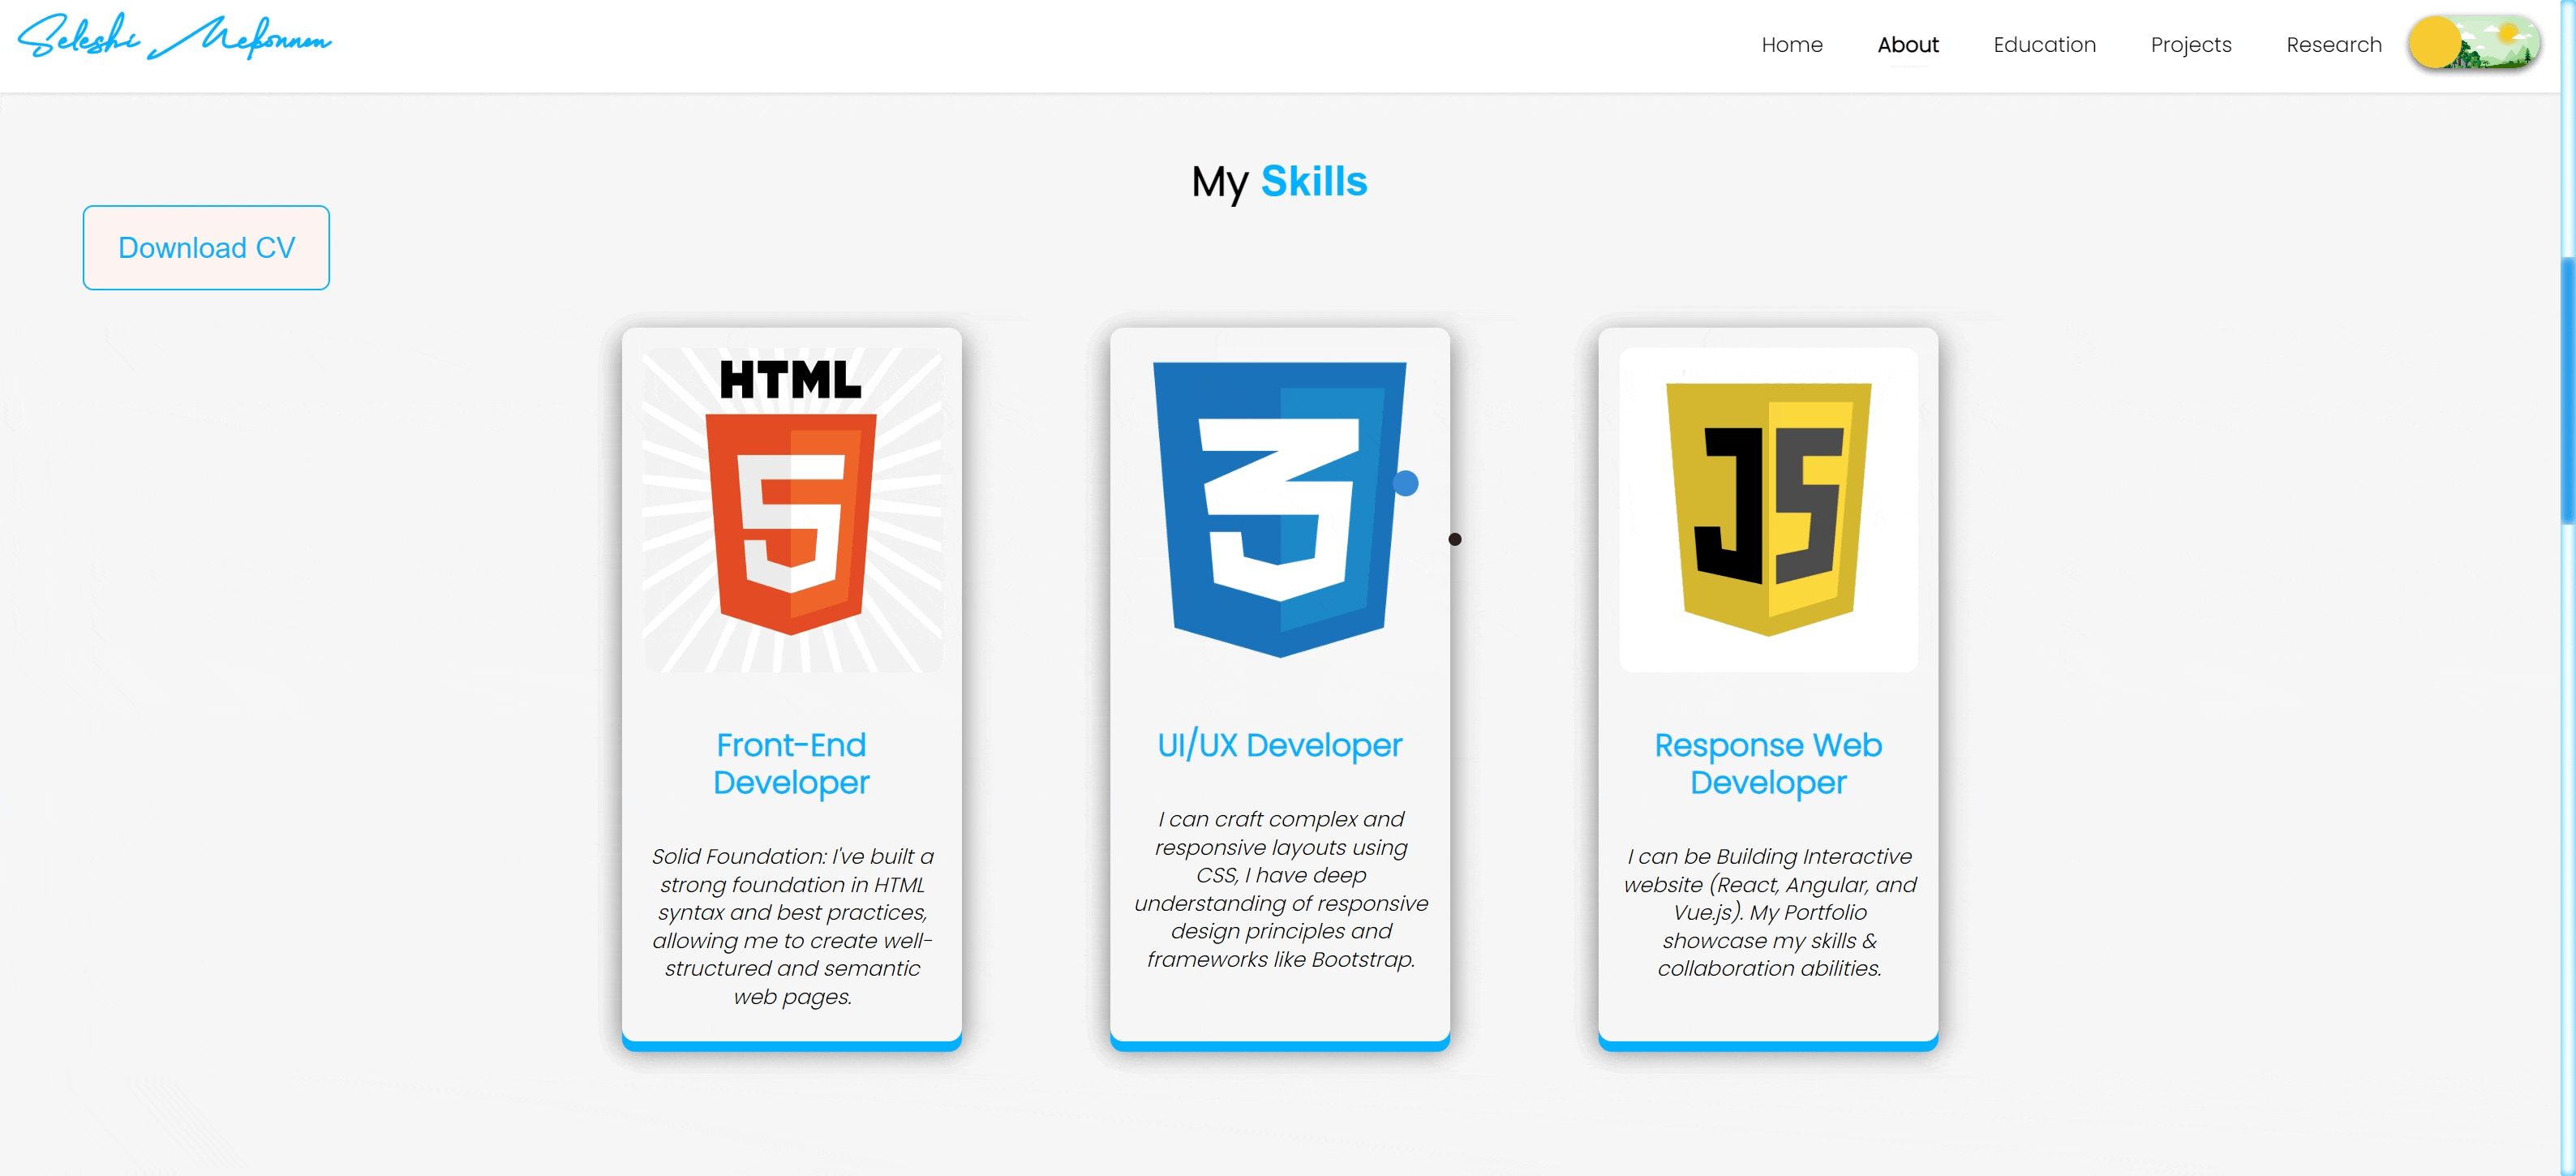 Seleshi Mekonnen
Home About Education Projects Research
My Skills
Download CV
HTML
5
Front-End
Developer
Solid Foundation: I've built a
strong foundation in HTML
syntax and best practices,
allowing me to create well-
structured and semantic
web pages.
3
UI/UX Developer
I can craft complex and
responsive layouts using
CSS, I have deep
understanding of responsive
design principles and
frameworks like Bootstrap.
JS
Response Web
Developer
I can be Building Interactive
website (React, Angular, and
Vue.js). My Portfolio
showcase my skills &
collaboration abilities.